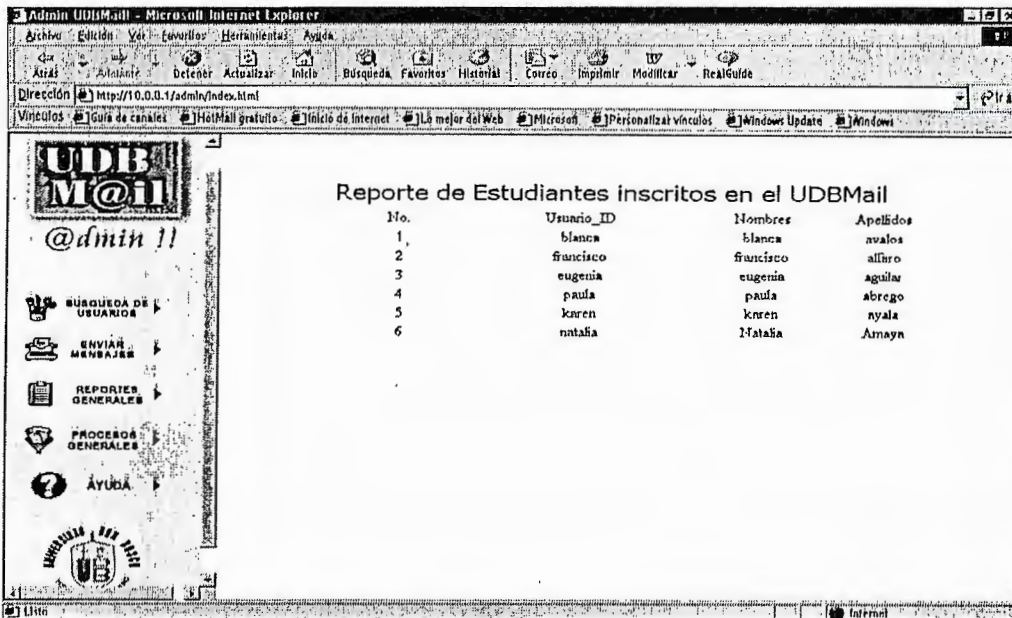 Admin UDBMail - Microsoft Internet Explorer
Archivo Edición Ver Favoritos Herramientas Ayuda
Atrás Adelante Detener Actualizar Inicio Búsqueda Favoritos Historial Correo Imprimir Modificar RealGuide
Dirección http://10.0.0.1/admin/index.html Ir a
Vínculos Guía de canales HotMail gratuito Inicio de Internet Lo mejor del Web Microsoft Personalizar vínculos Windows Update Windows
UDB
M@il
@dmin !!
BUSQUEDA DE
USUARIOS
ENVIAR
MENSAJES
REPORTES
GENERALES
PROCESOS
GENERALES
AYUDA
UNIVERSIDAD DON BOSCO
UB
Reporte de Estudiantes inscritos en el UDBMail
No. Usuario_ID Nombres Apellidos
1 blanca blanca avalos
2 francisco francisco alfaro
3 eugenia eugenia aguilar
4 paula paula abrego
5 karen karen ayala
6 natalia Natalia Amaya
Listo Internet